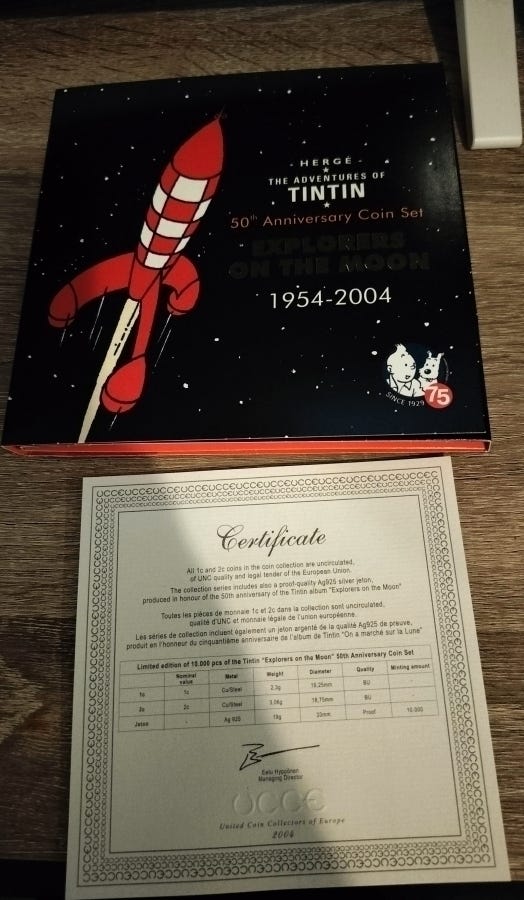 - HERGÉ -
THE ADVENTURES OF
TINTIN
50th Anniversary Coin Set
EXPLORERS
ON THE MOON
1954-2004
SINCE 1929 75
Certificate
All 1c and 2c coins in the coin collection are uncirculated,
of UNC quality and legal tender of the European Union.
The collection series includes also a proof-quality Ag925 silver jeton,
produced in honour of the 50th anniversary of the Tintin album "Explorers on the Moon"
Toutes les pièces de monnaie 1c et 2c dans la collection sont uncirculated,
qualité d'UNC et monnaie légale de l'union européenne.
Les séries de collection incluent également un jeton argenté de la qualité Ag925 de preuve,
produit en l'honneur du cinquantième anniversaire de l'album de Tintin "On a marché sur la Lune"
Limited edition of 10.000 pcs of the Tintin "Explorers on the Moon" 50th Anniversary Coin Set
Nominal value Metal Weight Diameter Quality Minting amount
1c 1c Cu/Steel 2,3g 16,25mm BU
2c 2c Cu/Steel 3,06g 18,75mm BU
Jeton - Ag 925 19g 33mm Proof 10.000
Eelu Hyppönen
Managing Director
UCCE
United Coin Collectors of Europe
2004